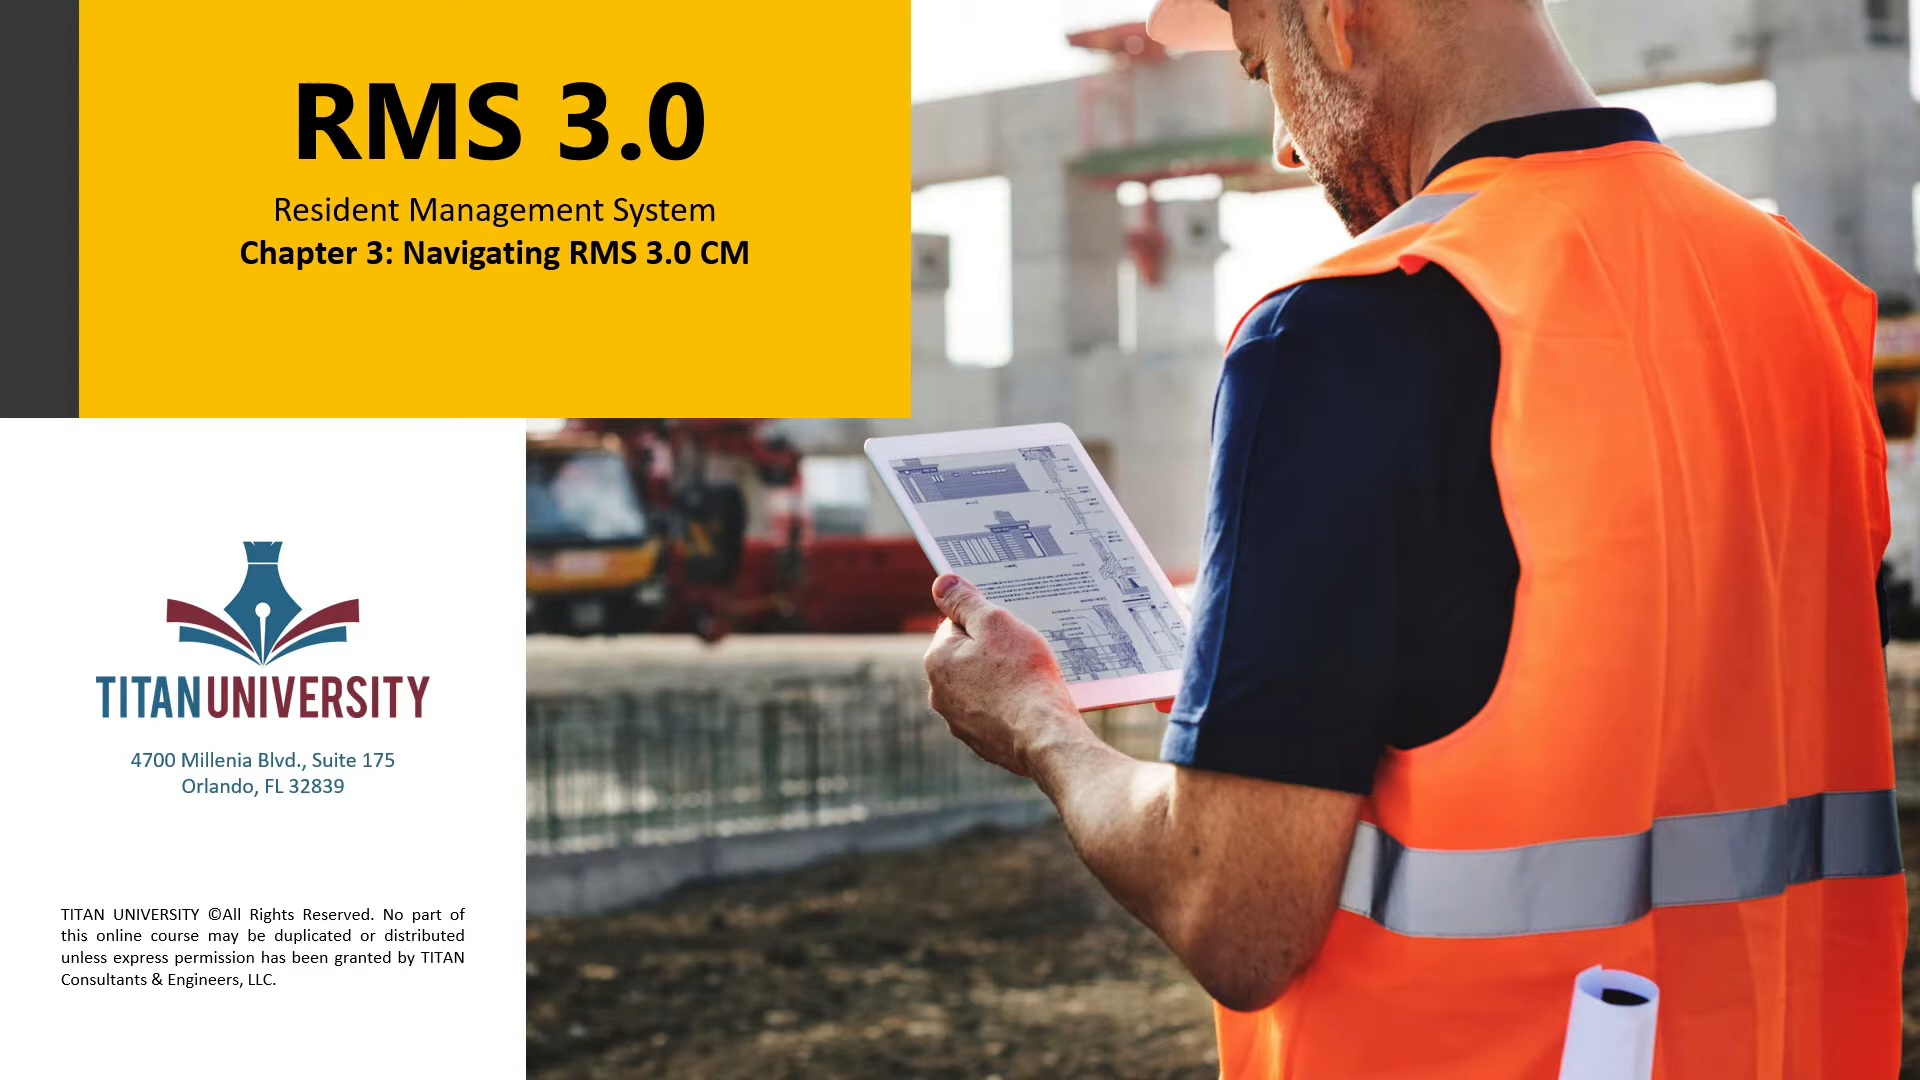 RMS 3.0
Resident Management System
Chapter 3: Navigating RMS 3.0 CM
TITAN UNIVERSITY
4700 Millenia Blvd., Suite 175
Orlando, FL 32839
TITAN UNIVERSITY ©All Rights Reserved. No part of
this online course may be duplicated or distributed
unless express permission has been granted by TITAN
Consultants & Engineers, LLC.